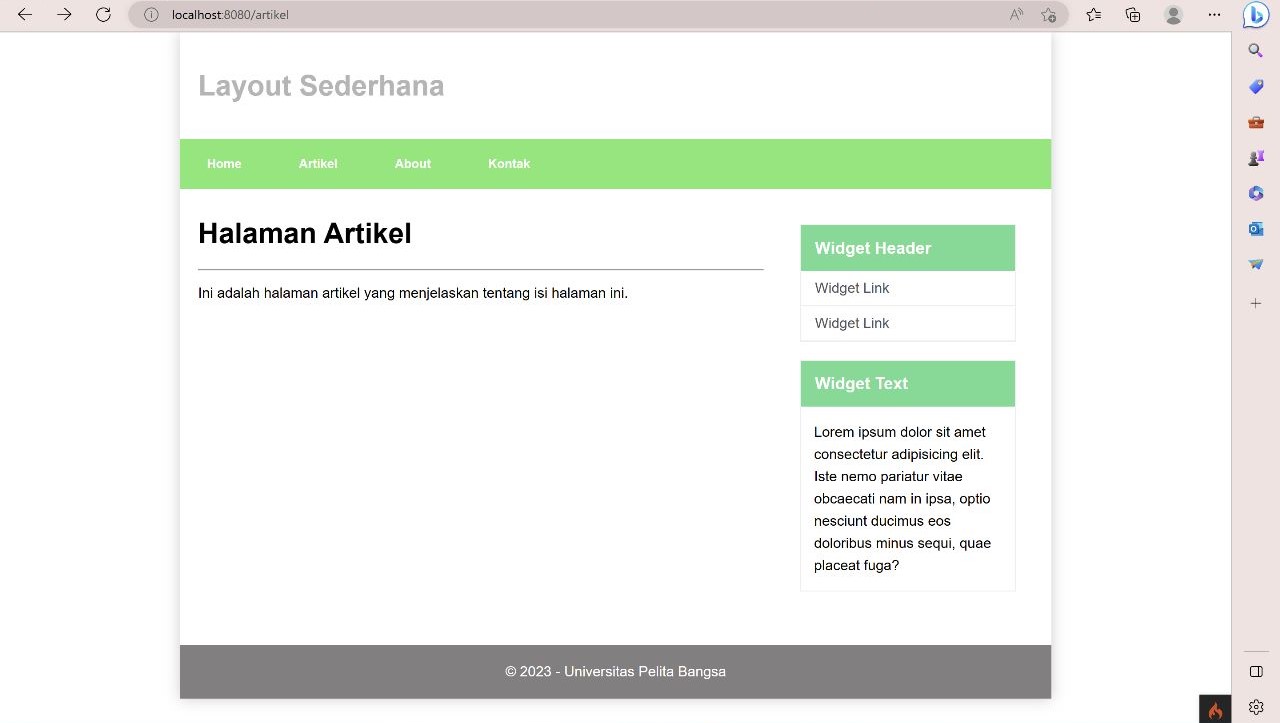 localhost:8080/artikel
Layout Sederhana
Home Artikel About Kontak
Halaman Artikel
Ini adalah halaman artikel yang menjelaskan tentang isi halaman ini.
Widget Header
Widget Link
Widget Link
Widget Text
Lorem ipsum dolor sit amet
consectetur adipisicing elit.
Iste nemo pariatur vitae
obcaecati nam in ipsa, optio
nesciunt ducimus eos
doloribus minus sequi, quae
placeat fuga?
© 2023 - Universitas Pelita Bangsa